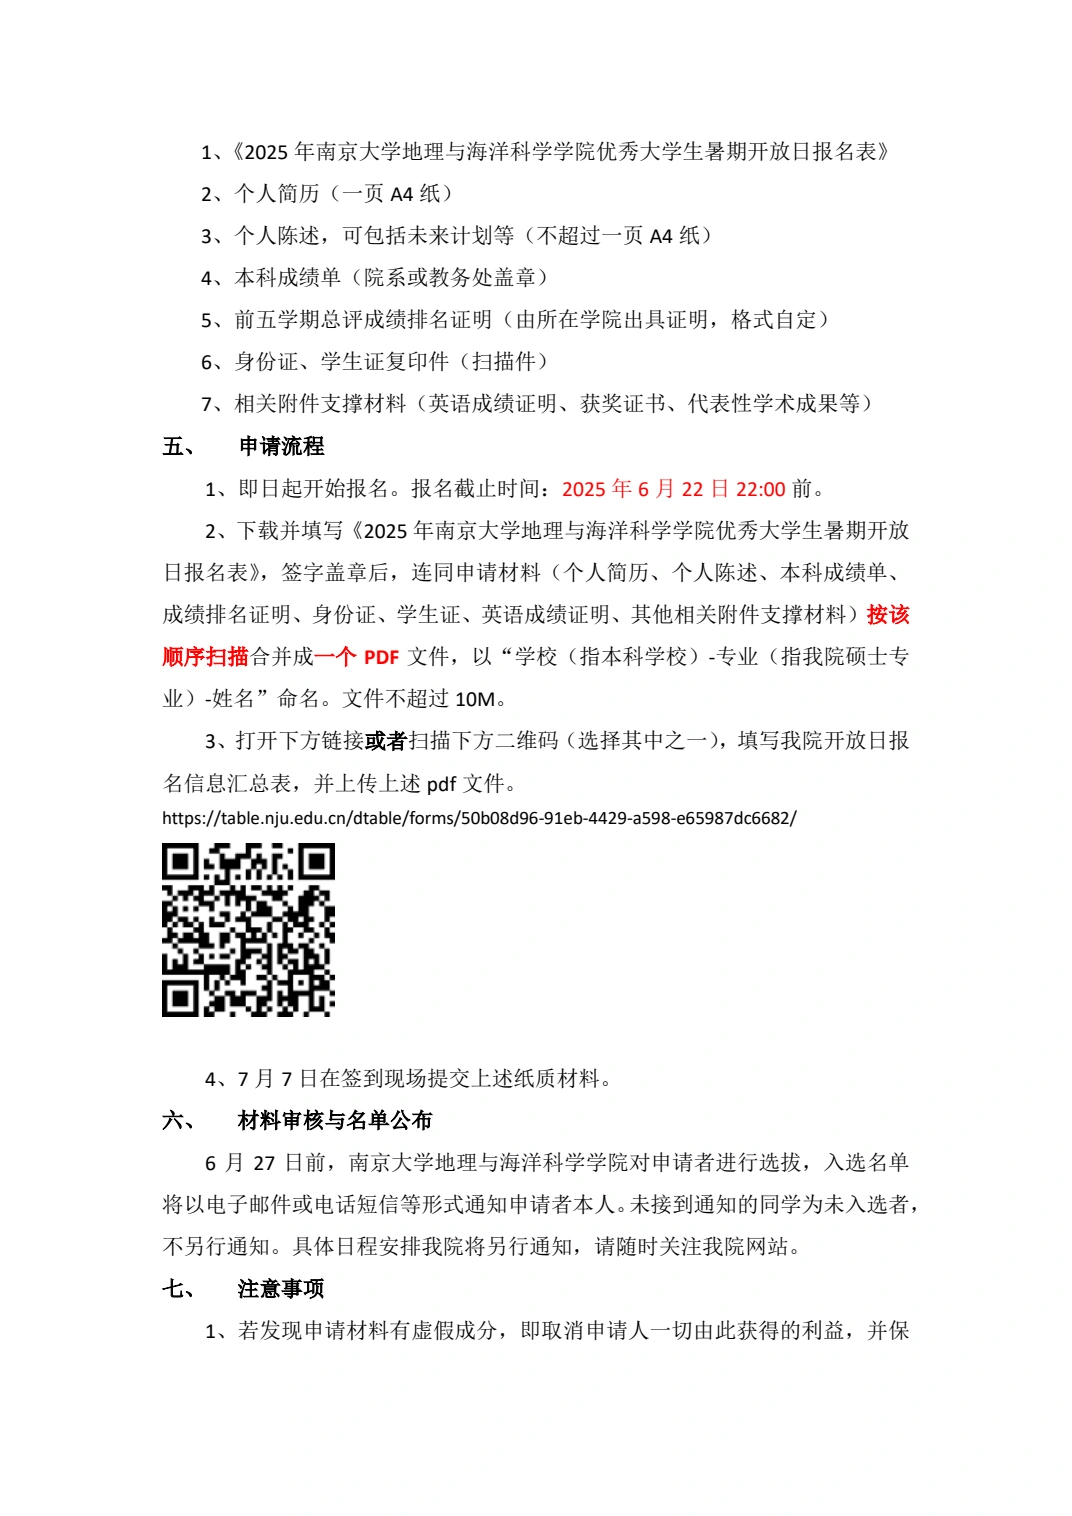 1、《2025 年南京大学地理与海洋科学学院优秀大学生暑期开放日报名表》
2、个人简历（一页 A4 纸）
3、个人陈述，可包括未来计划等（不超过一页 A4 纸）
4、本科成绩单（院系或教务处盖章）
5、前五学期总评成绩排名证明（由所在学院出具证明，格式自定）
6、身份证、学生证复印件（扫描件）
7、相关附件支撑材料（英语成绩证明、获奖证书、代表性学术成果等）
五、 申请流程
1、即日起开始报名。报名截止时间：2025 年 6 月 22 日 22:00 前。
2、下载并填写《2025 年南京大学地理与海洋科学学院优秀大学生暑期开放
日报名表》，签字盖章后，连同申请材料（个人简历、个人陈述、本科成绩单、
成绩排名证明、身份证、学生证、英语成绩证明、其他相关附件支撑材料）按该
顺序扫描合并成一个 PDF 文件，以“学校（指本科学校）-专业（指我院硕士专
业）-姓名”命名。文件不超过 10M。
3、打开下方链接或者扫描下方二维码（选择其中之一），填写我院开放日报
名信息汇总表，并上传上述 pdf 文件。
https://table.nju.edu.cn/dtable/forms/50b08d96-91eb-4429-a598-e65987dc6682/
4、7 月 7 日在签到现场提交上述纸质材料。
六、 材料审核与名单公布
6 月 27 日前，南京大学地理与海洋科学学院对申请者进行选拔，入选名单
将以电子邮件或电话短信等形式通知申请者本人。未接到通知的同学为未入选者，
不另行通知。具体日程安排我院将另行通知，请随时关注我院网站。
七、 注意事项
1、若发现申请材料有虚假成分，即取消申请人一切由此获得的利益，并保